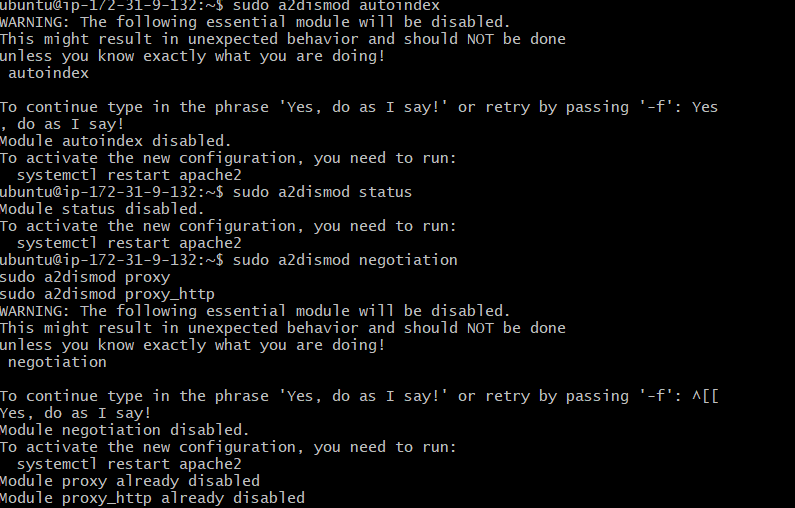 ubuntu@ip-172-31-9-132:~$ sudo a2dismod autoindex
WARNING: The following essential module will be disabled.
This might result in unexpected behavior and should NOT be done
unless you know exactly what you are doing!
 autoindex

To continue type in the phrase 'Yes, do as I say!' or retry by passing '-f': Yes
, do as I say!
Module autoindex disabled.
To activate the new configuration, you need to run:
  systemctl restart apache2
ubuntu@ip-172-31-9-132:~$ sudo a2dismod status
Module status disabled.
To activate the new configuration, you need to run:
  systemctl restart apache2
ubuntu@ip-172-31-9-132:~$ sudo a2dismod negotiation
sudo a2dismod proxy
sudo a2dismod proxy_http
WARNING: The following essential module will be disabled.
This might result in unexpected behavior and should NOT be done
unless you know exactly what you are doing!
 negotiation

To continue type in the phrase 'Yes, do as I say!' or retry by passing '-f': ^[[
Yes, do as I say!
Module negotiation disabled.
To activate the new configuration, you need to run:
  systemctl restart apache2
Module proxy already disabled
Module proxy_http already disabled